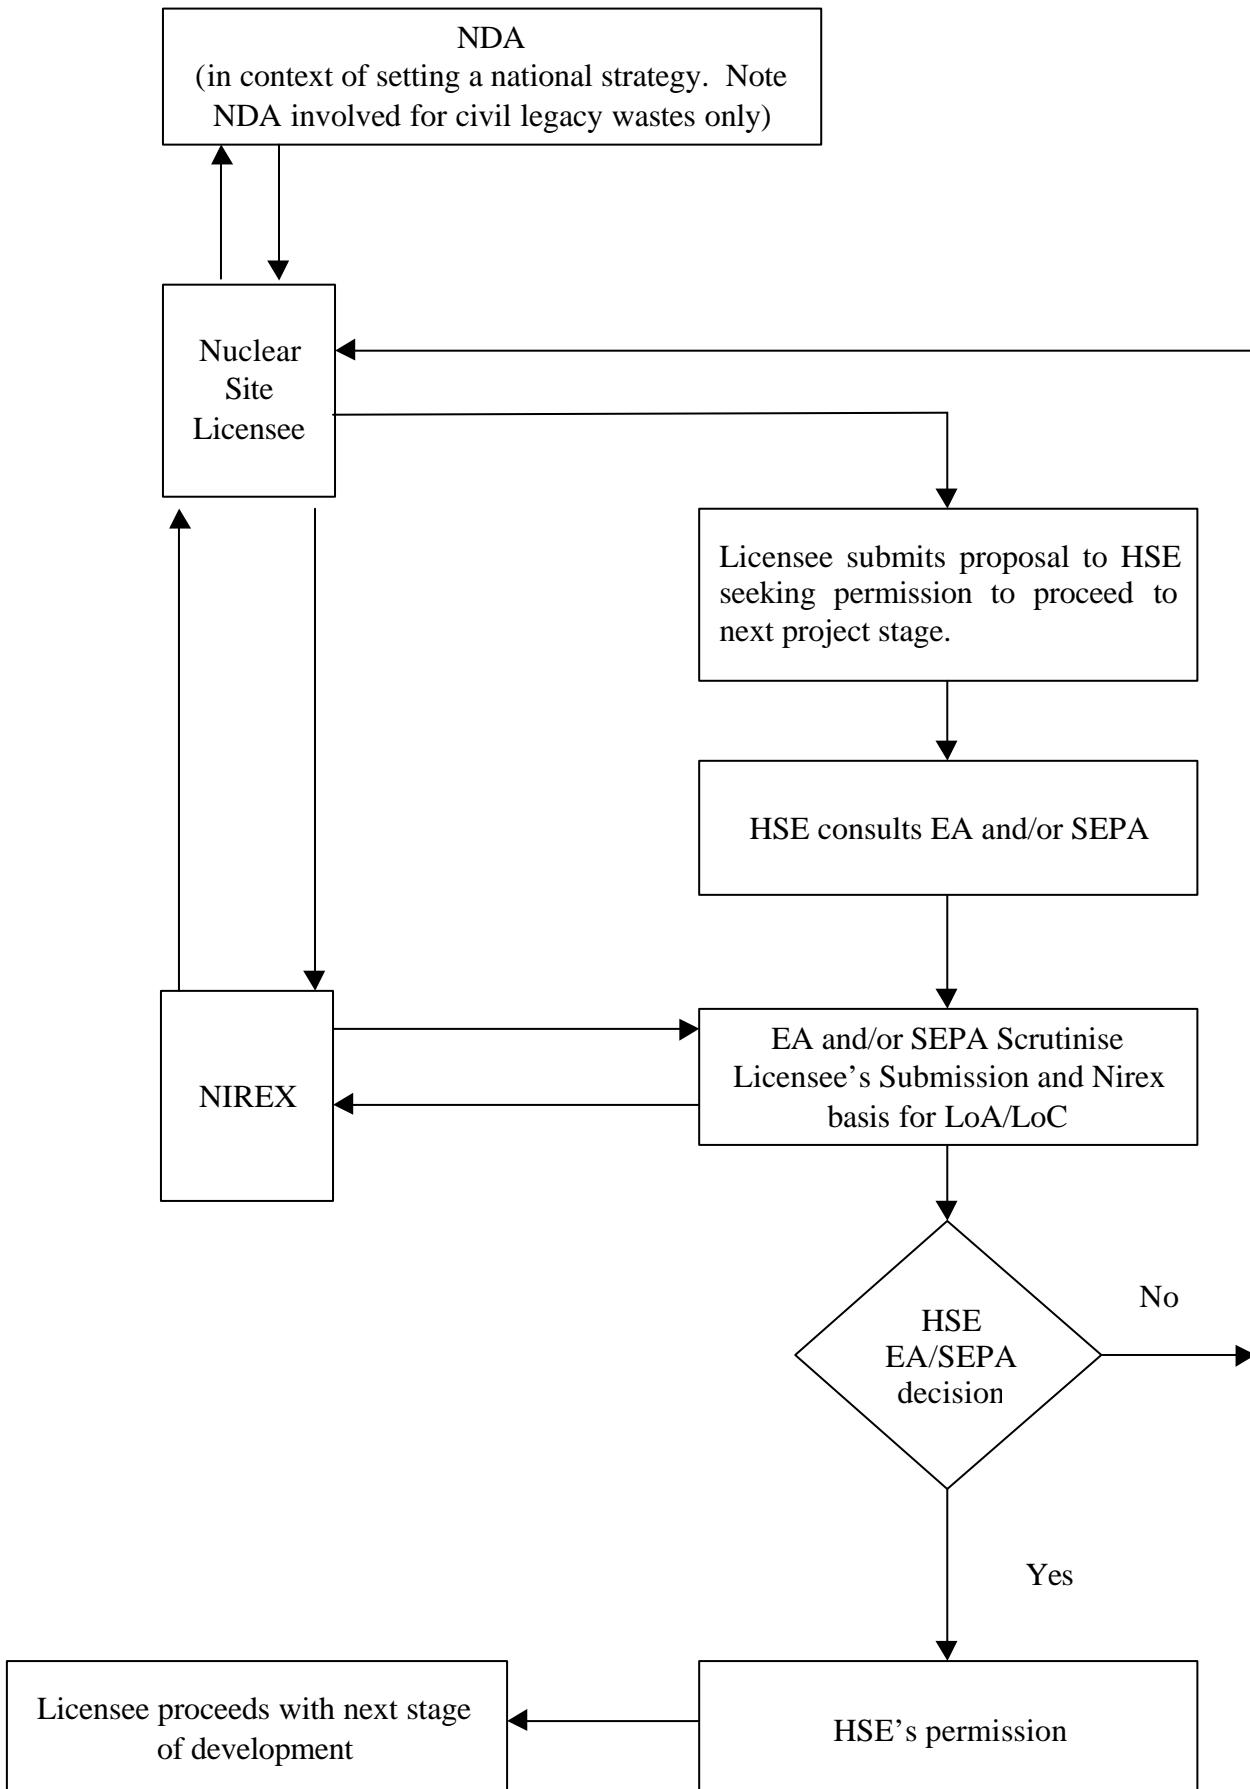 NDA
(in context of setting a national strategy.  Note
NDA involved for civil legacy wastes only)
Nuclear
Site
Licensee
Licensee submits proposal to HSE
seeking permission to proceed to
next project stage.
HSE consults EA and/or SEPA
NIREX
EA and/or SEPA Scrutinise
Licensee’s Submission and Nirex
basis for LoA/LoC
HSE
EA/SEPA
decision
No
Yes
Licensee proceeds with next stage
of development
HSE’s permission